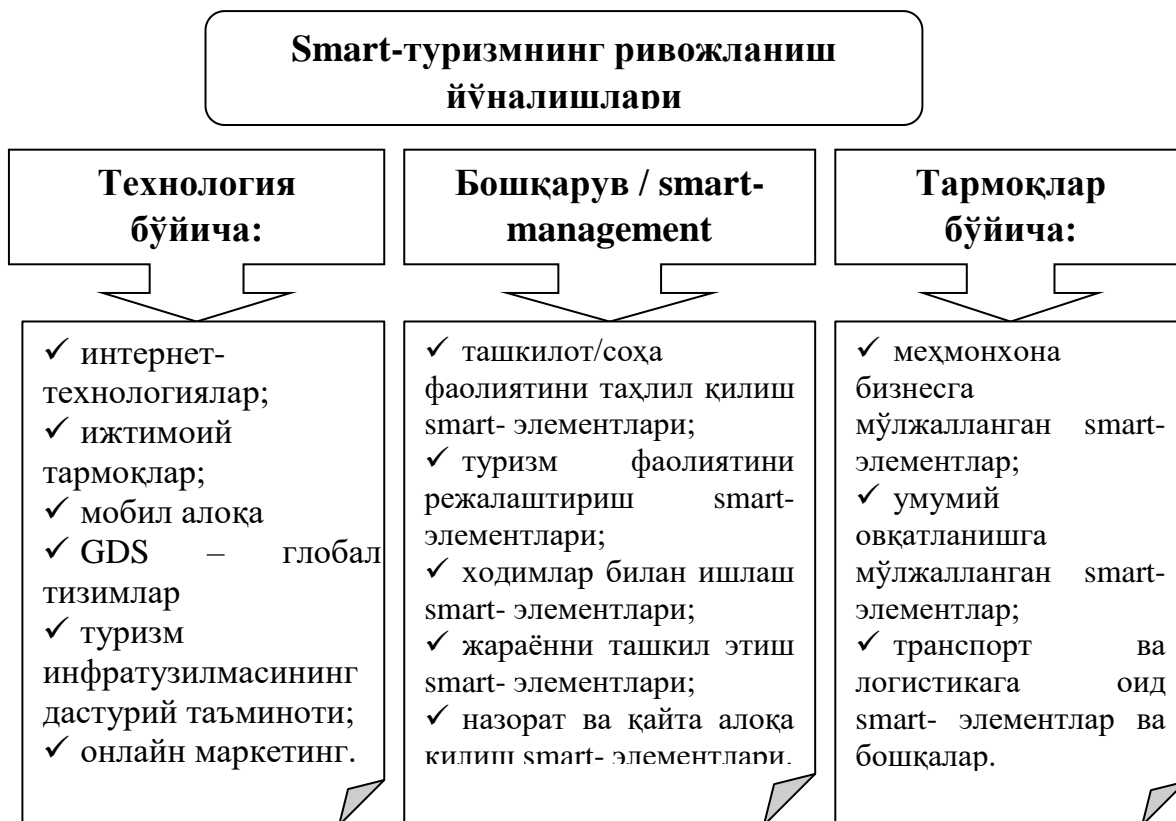 Smart-туризмнинг ривожланиш
йўналишлари
Технология
бўйича:
✓ интернет-
технологиялар;
✓ ижтимоий
тармоқлар;
✓ мобил алоқа
✓ GDS – глобал
тизимлар
✓ туризм
инфратузилмасининг
дастурий таъминоти;
✓ онлайн маркетинг.
Бошқарув / smart-
management
✓ ташкилот/соҳа
фаолиятини таҳлил қилиш
smart- элементлари;
✓ туризм фаолиятини
режалаштириш smart-
элементлари;
✓ ходимлар билан ишлаш
smart- элементлари;
✓ жараённи ташкил этиш
smart- элементлари;
✓ назорат ва қайта алоқа
қилиш smart- элементлари.
Тармоқлар
бўйича:
✓ меҳмонхона
бизнесга
мўлжалланган smart-
элементлар;
✓ умумий
овқатланишга
мўлжалланган smart-
элементлар;
✓ транспорт ва
логистикага оид
smart- элементлар ва
бошқалар.